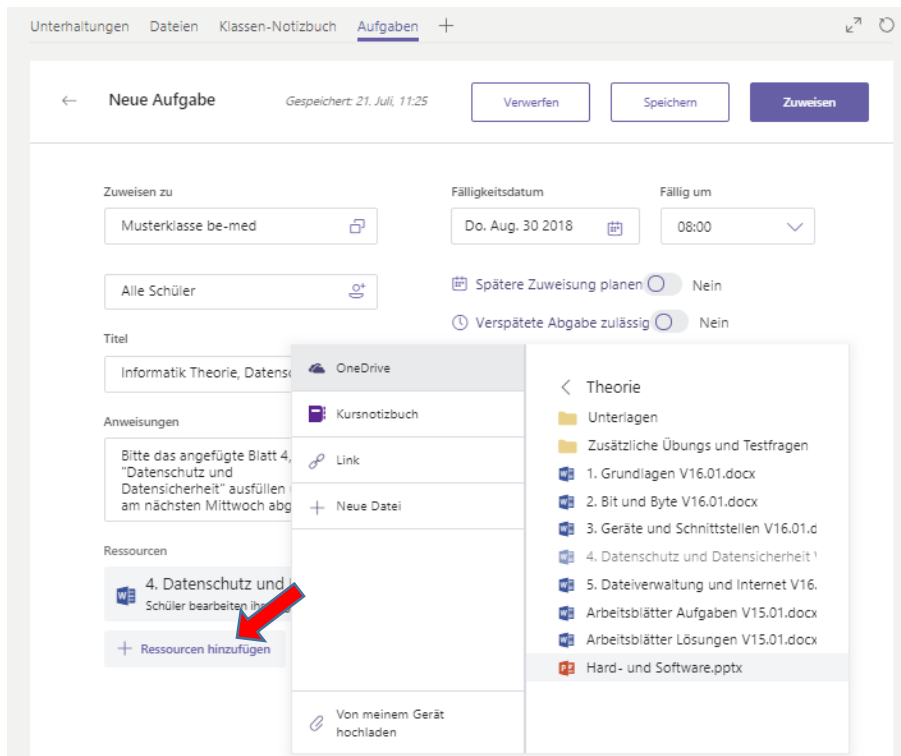 Unterhaltungen Dateien Klassen-Notizbuch Aufgaben
Neue Aufgabe Gespeichert: 21. Juli, 11:25 Verwerfen Speichern Zuweisen
Zuweisen zu
Musterklasse be-med
Alle Schüler
Fälligkeitsdatum Fällig um
Do. Aug. 30 2018 08:00
Spätere Zuweisung planen Nein
Verspätete Abgabe zulässig Nein
Titel
Informatik Theorie,
Anweisungen
Bitte das angefügte Blatt 4,
"Datenschutz und
Datensicherheit" ausfüllen
am nächsten Mittwoch
Ressourcen
4. Datenschutz und
Schüler bearbeiten
Ressourcen hinzufügen
OneDrive
Kursnotizbuch
Link
Neue Datei
Von meinem Gerät
hochladen
Theorie
Unterlagen
Zusätzliche Übungs und Testfragen
1. Grundlagen V16.01.docx
2. Bit und Byte V16.01.docx
3. Geräte und Schnittstellen V16.01.d
4. Datenschutz und Datensicherheit
5. Dateiverwaltung und Internet V16.
Arbeitsblätter Aufgaben V15.01.docx
Arbeitsblätter Lösungen V15.01.docx
Hard- und Software.pptx